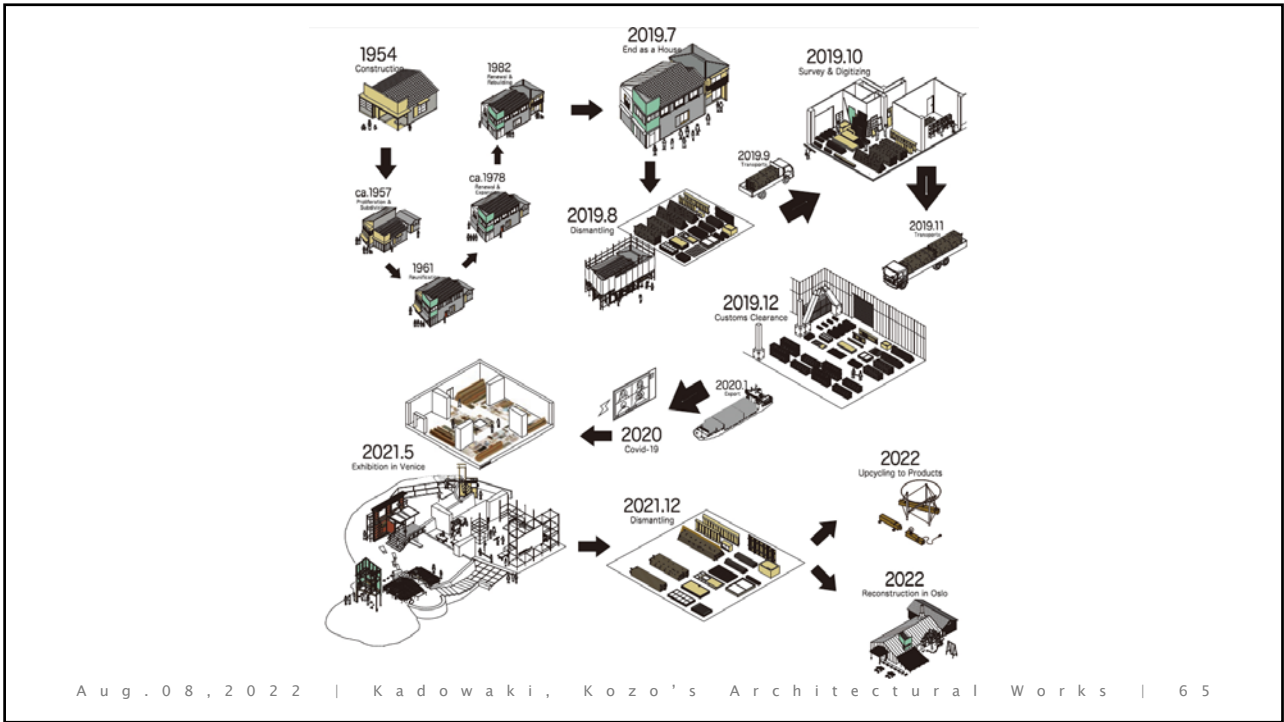 1954
Construction
1982
Renewal &
Rebuilding
2019.7
End as a House
2019.10
Survey & Digitizing
ca.1957
Proliferation &
Subdivision
ca.1978
Renewal &
Expansion
1961
Reunification
2019.8
Dismantling
2019.9
Transports
2019.11
Transports
2019.12
Customs Clearance
2020.1
Export
2020
Covid-19
2021.5
Exhibition in Venice
2021.12
Dismantling
2022
Upcycling to Products
2022
Reconstruction in Oslo
Aug.08,2022 | Kadowaki, Kozo's Architectural Works | 65